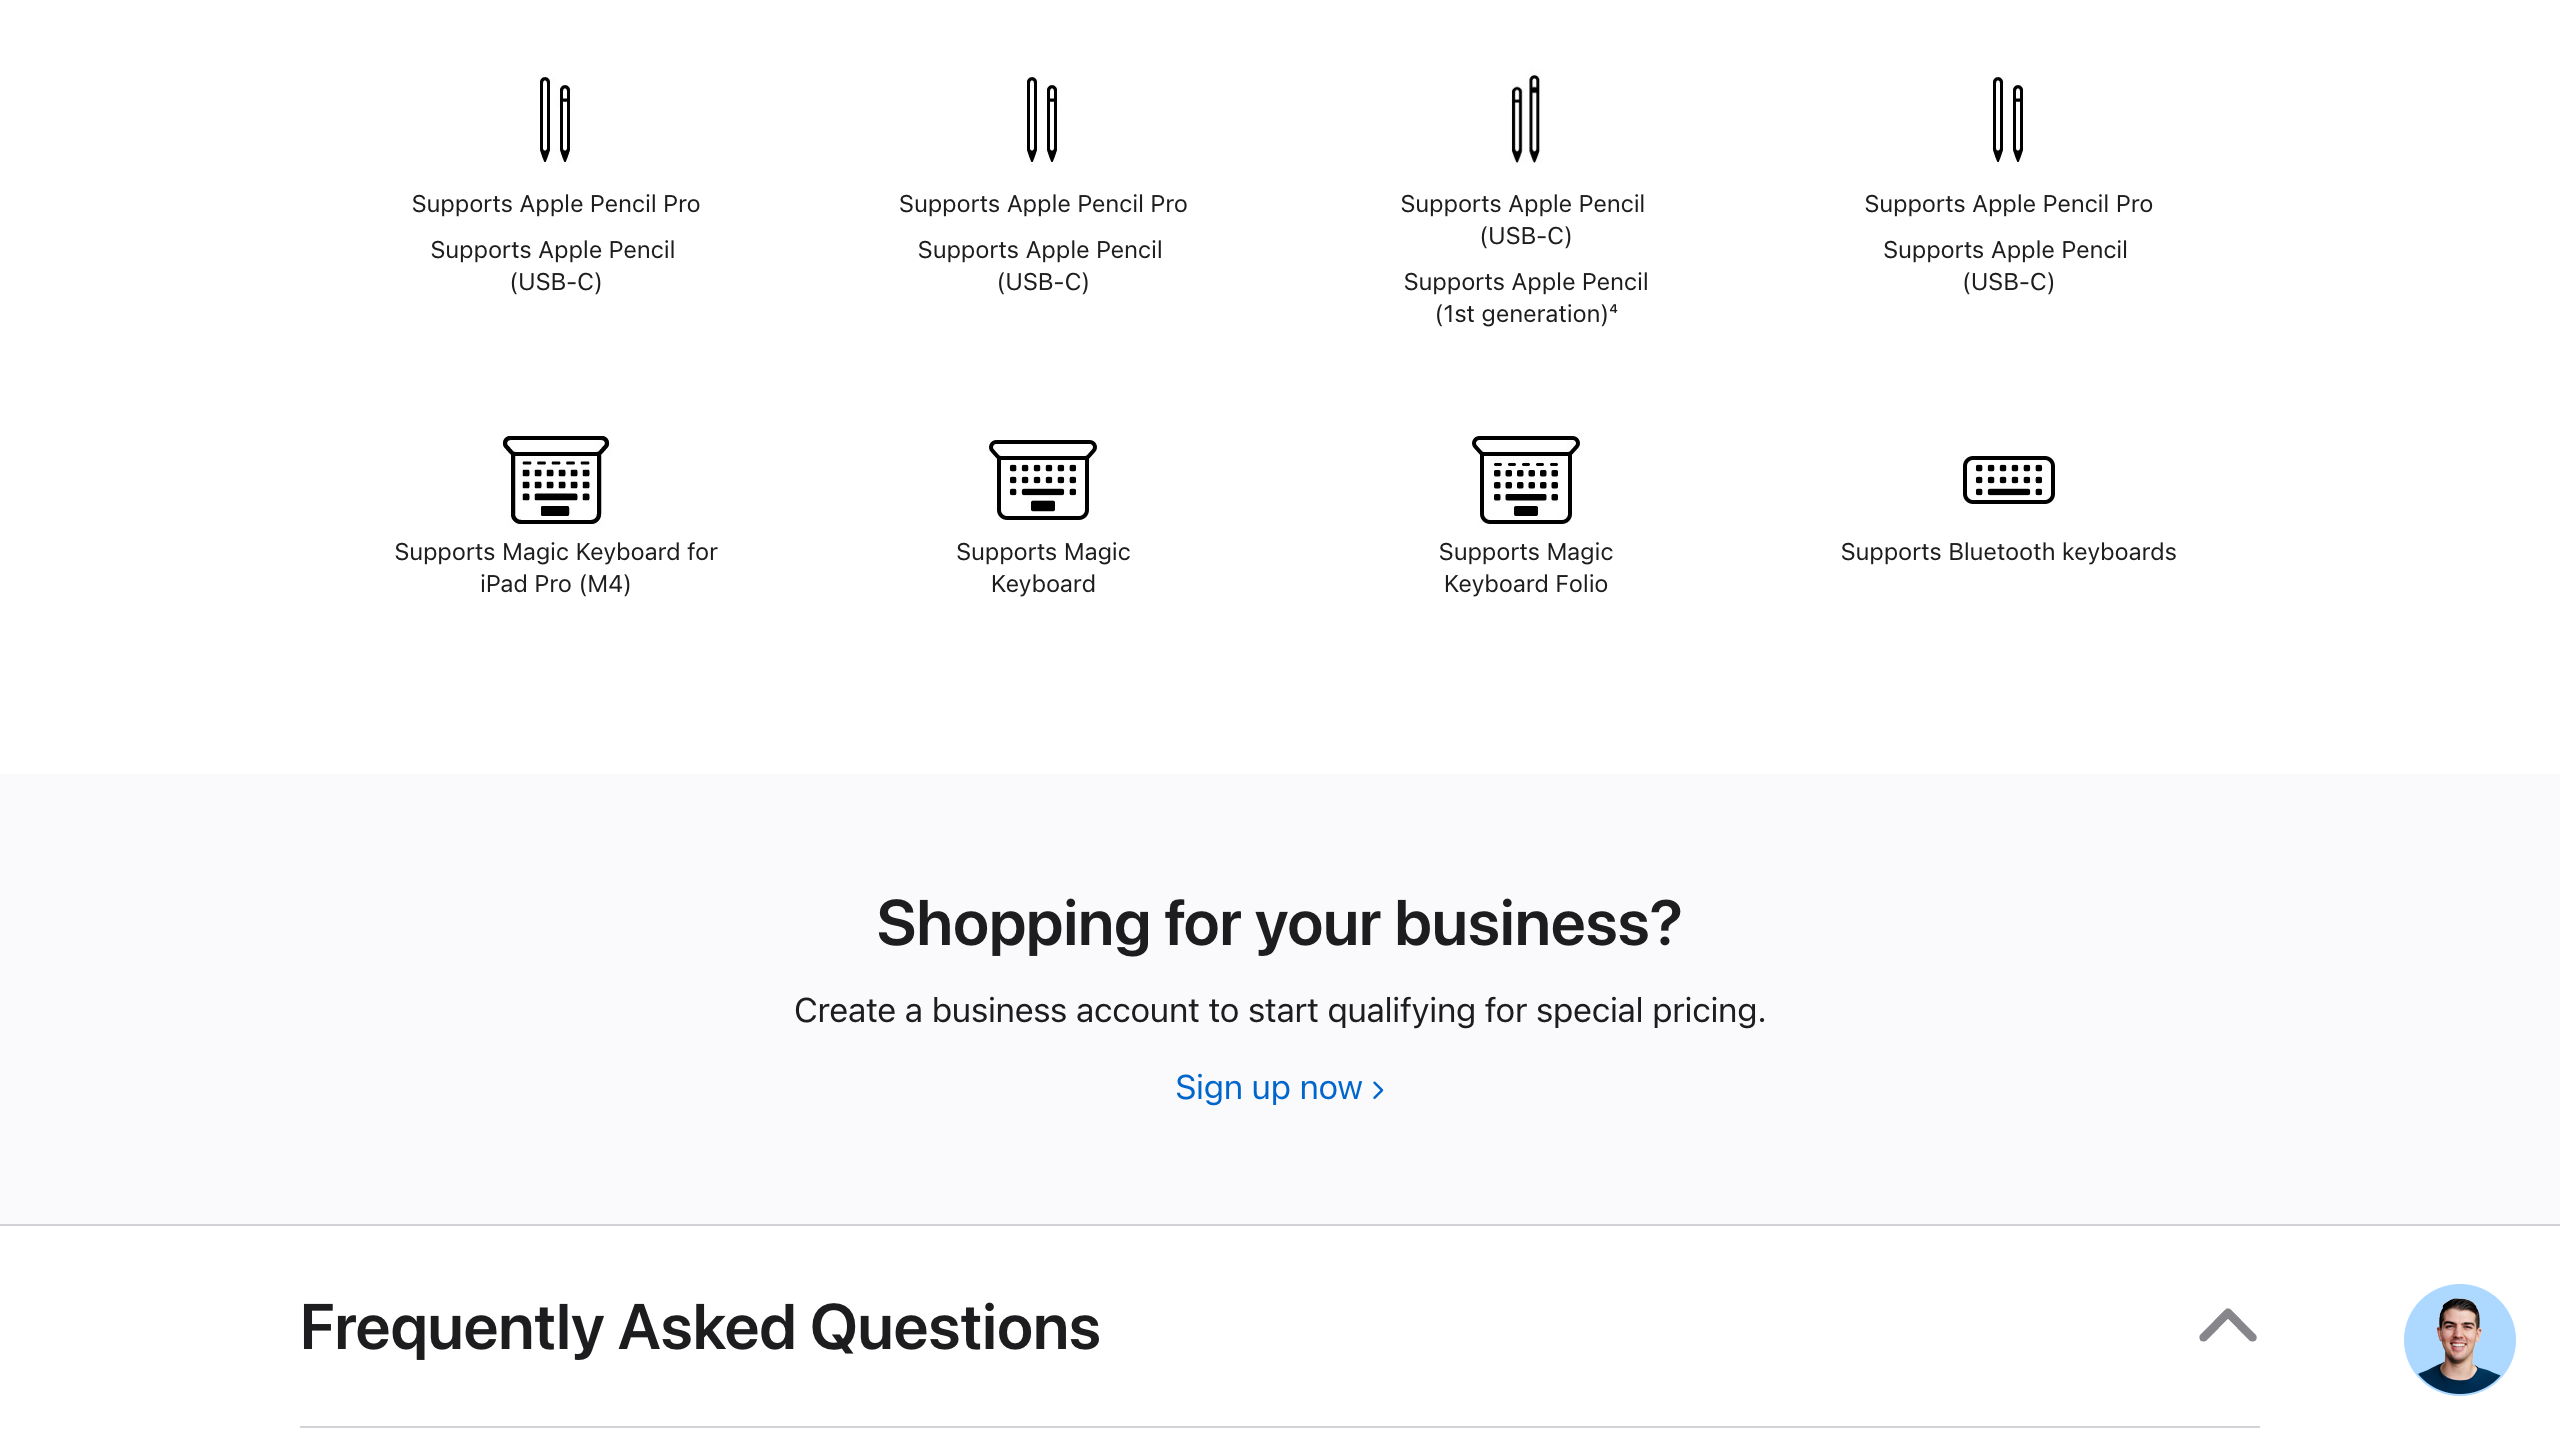 Supports Apple Pencil Pro
Supports Apple Pencil
(USB-C)
Supports Apple Pencil Pro
Supports Apple Pencil
(USB-C)
Supports Apple Pencil
(USB-C)
Supports Apple Pencil
(1st generation)⁴
Supports Apple Pencil Pro
Supports Apple Pencil
(USB-C)
Supports Magic Keyboard for
iPad Pro (M4)
Supports Magic
Keyboard
Supports Magic
Keyboard Folio
Supports Bluetooth keyboards
Shopping for your business?
Create a business account to start qualifying for special pricing.
Sign up now ›
Frequently Asked Questions